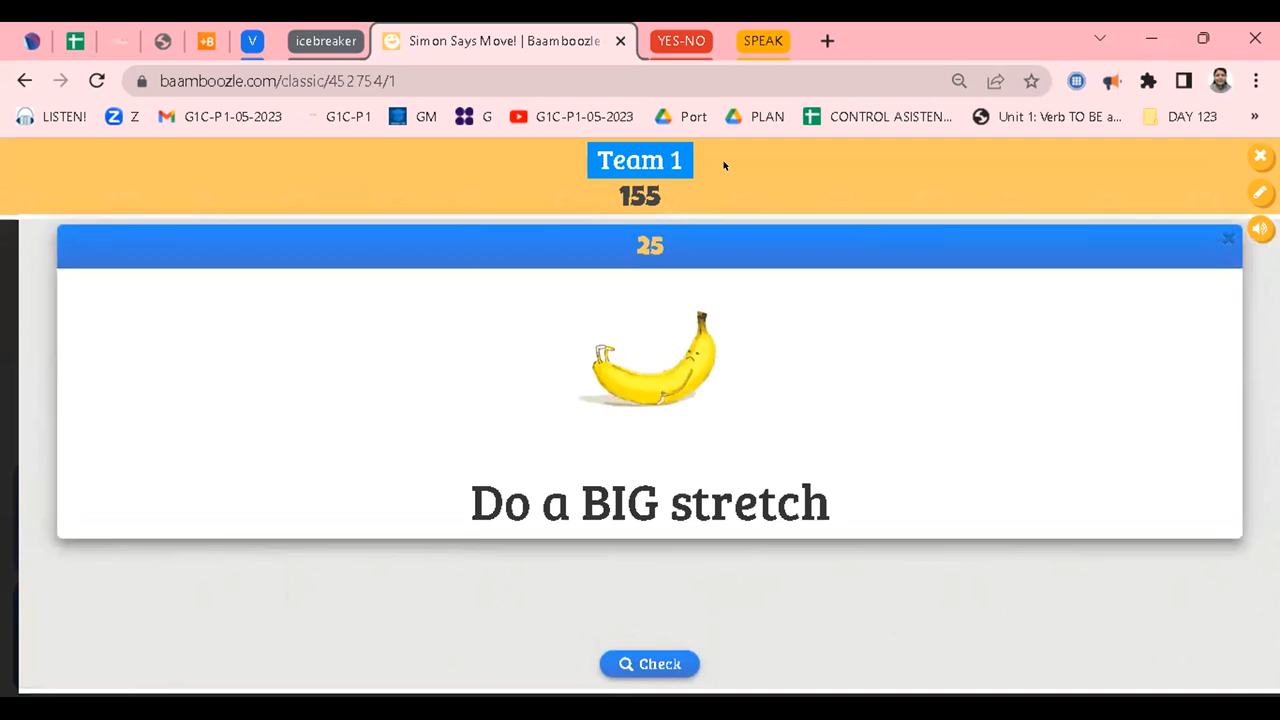 icebreaker
Simon Says Move! | Baamboozle
YES-NO
SPEAK
baamboozle.com/classic/452754/1
LISTEN!
Z
G1C-P1-05-2023
G1C-P1
GM
G
G1C-P1-05-2023
Port
PLAN
CONTROL ASISTEN...
Unit 1: Verb TO BE a...
DAY 123
Team 1
155
25
Do a BIG stretch
Check